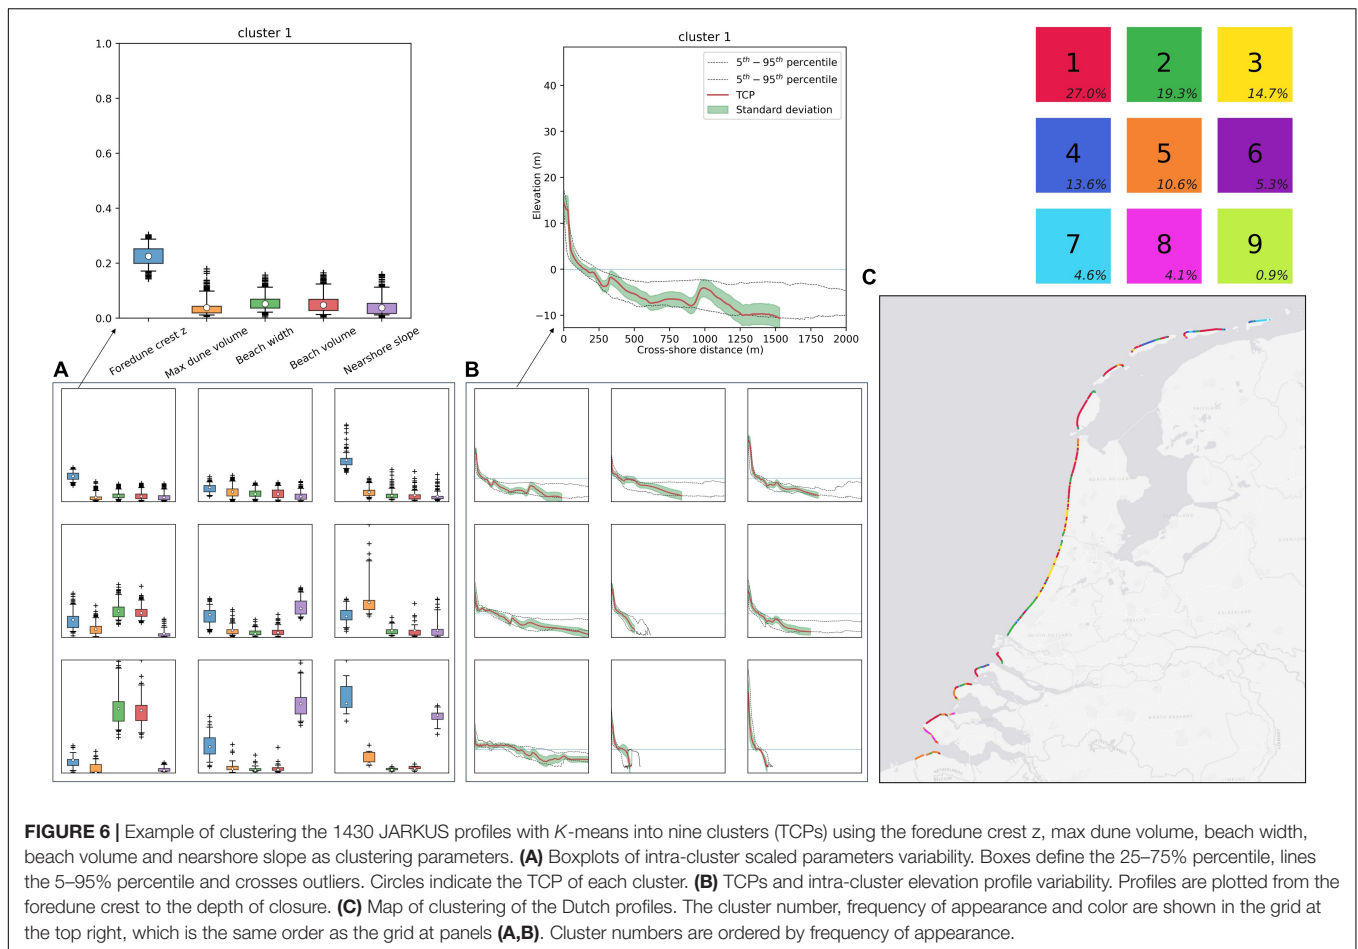 cluster 1
1.0
0.8
0.6
0.4
0.2
0.0
Foredune crest z
Max dune volume
Beach width
Beach volume
Nearshore slope
A
cluster 1
5th − 95th percentile
5th − 95th percentile
TCP
Standard deviation
Elevation (m)
40
30
20
10
0
−10
0 250 500 750 1000 1250 1500 1750 2000
Cross-shore distance (m)
B
1
27.0%
2
19.3%
3
14.7%
4
13.6%
5
10.6%
6
5.3%
7
4.6%
8
4.1%
9
0.9%
C
FIGURE 6 | Example of clustering the 1430 JARKUS profiles with K-means into nine clusters (TCPs) using the foredune crest z, max dune volume, beach width,
beach volume and nearshore slope as clustering parameters. (A) Boxplots of intra-cluster scaled parameters variability. Boxes define the 25–75% percentile, lines
the 5–95% percentile and crosses outliers. Circles indicate the TCP of each cluster. (B) TCPs and intra-cluster elevation profile variability. Profiles are plotted from the
foredune crest to the depth of closure. (C) Map of clustering of the Dutch profiles. The cluster number, frequency of appearance and color are shown in the grid at
the top right, which is the same order as the grid at panels (A,B). Cluster numbers are ordered by frequency of appearance.